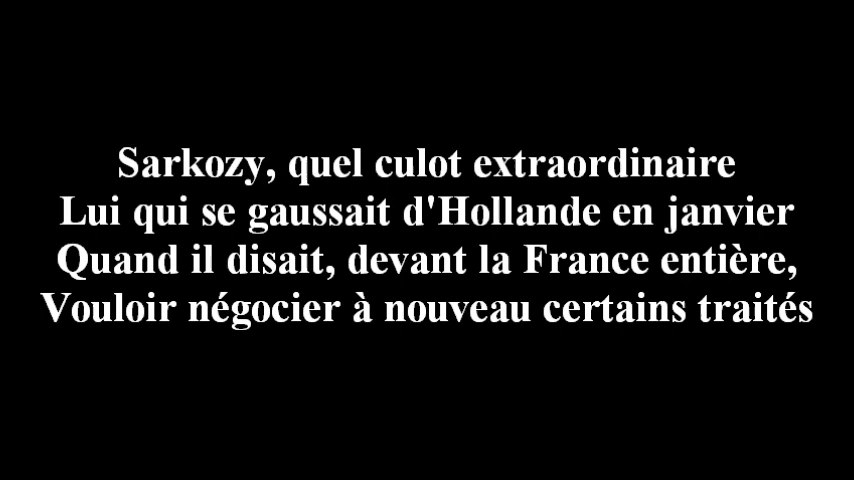 Sarkozy, quel culot extraordinaire
Lui qui se gaussait d'Hollande en janvier
Quand il disait, devant la France entière,
Vouloir négocier à nouveau certains traités